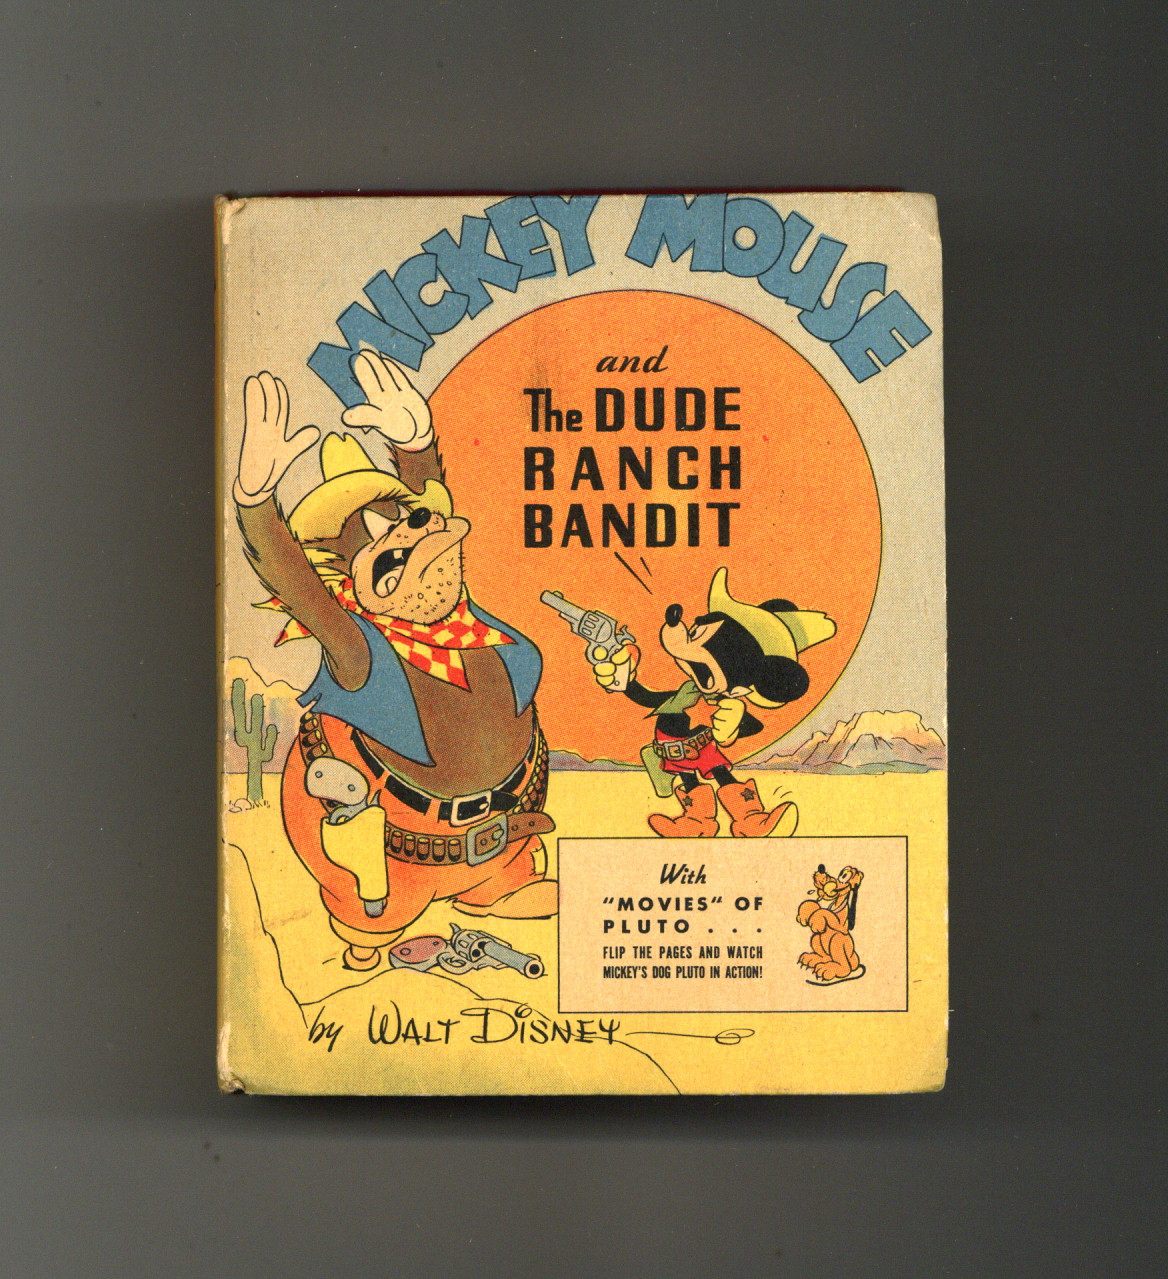 MICKEY MOUSE
and
The DUDE
RANCH
BANDIT
With
"MOVIES" OF
PLUTO . . .
FLIP THE PAGES AND WATCH
MICKEY'S DOG PLUTO IN ACTION!
by WALT DISNEY